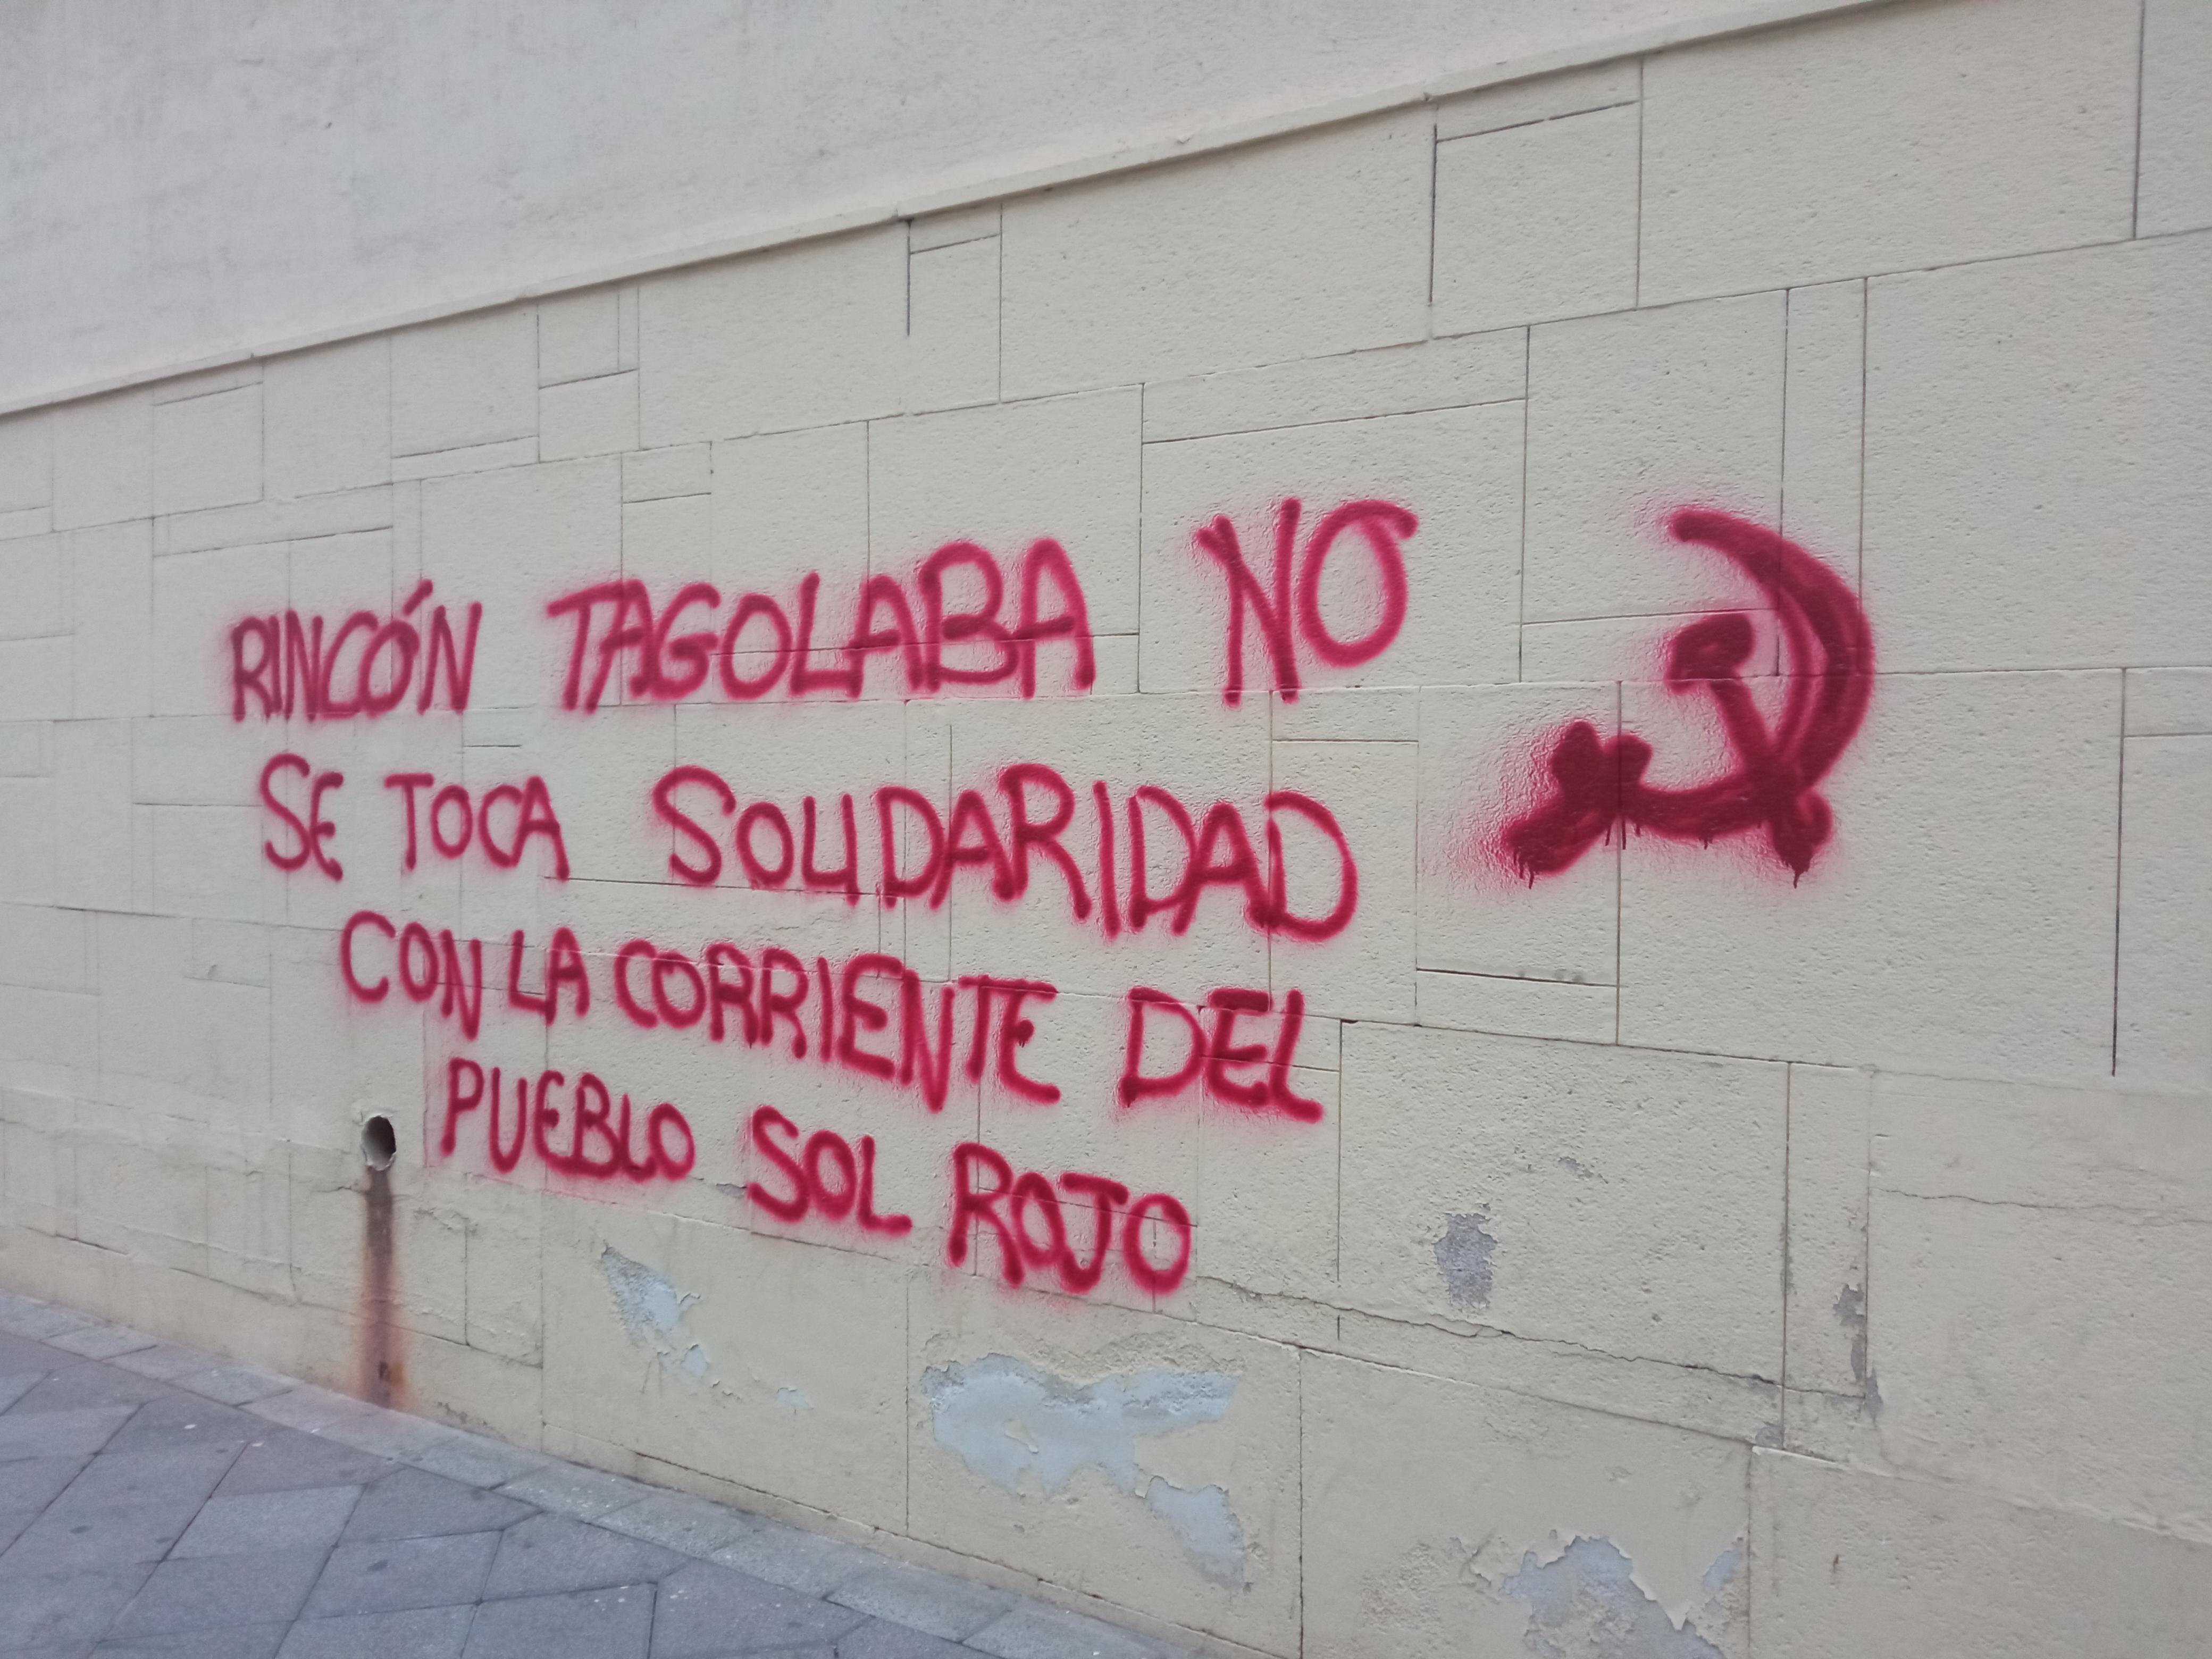 RINCÓN TAGOLABA NO
SE TOCA SOLIDARIDAD
CON LA CORRIENTE DEL
PUEBLO SOL ROJO